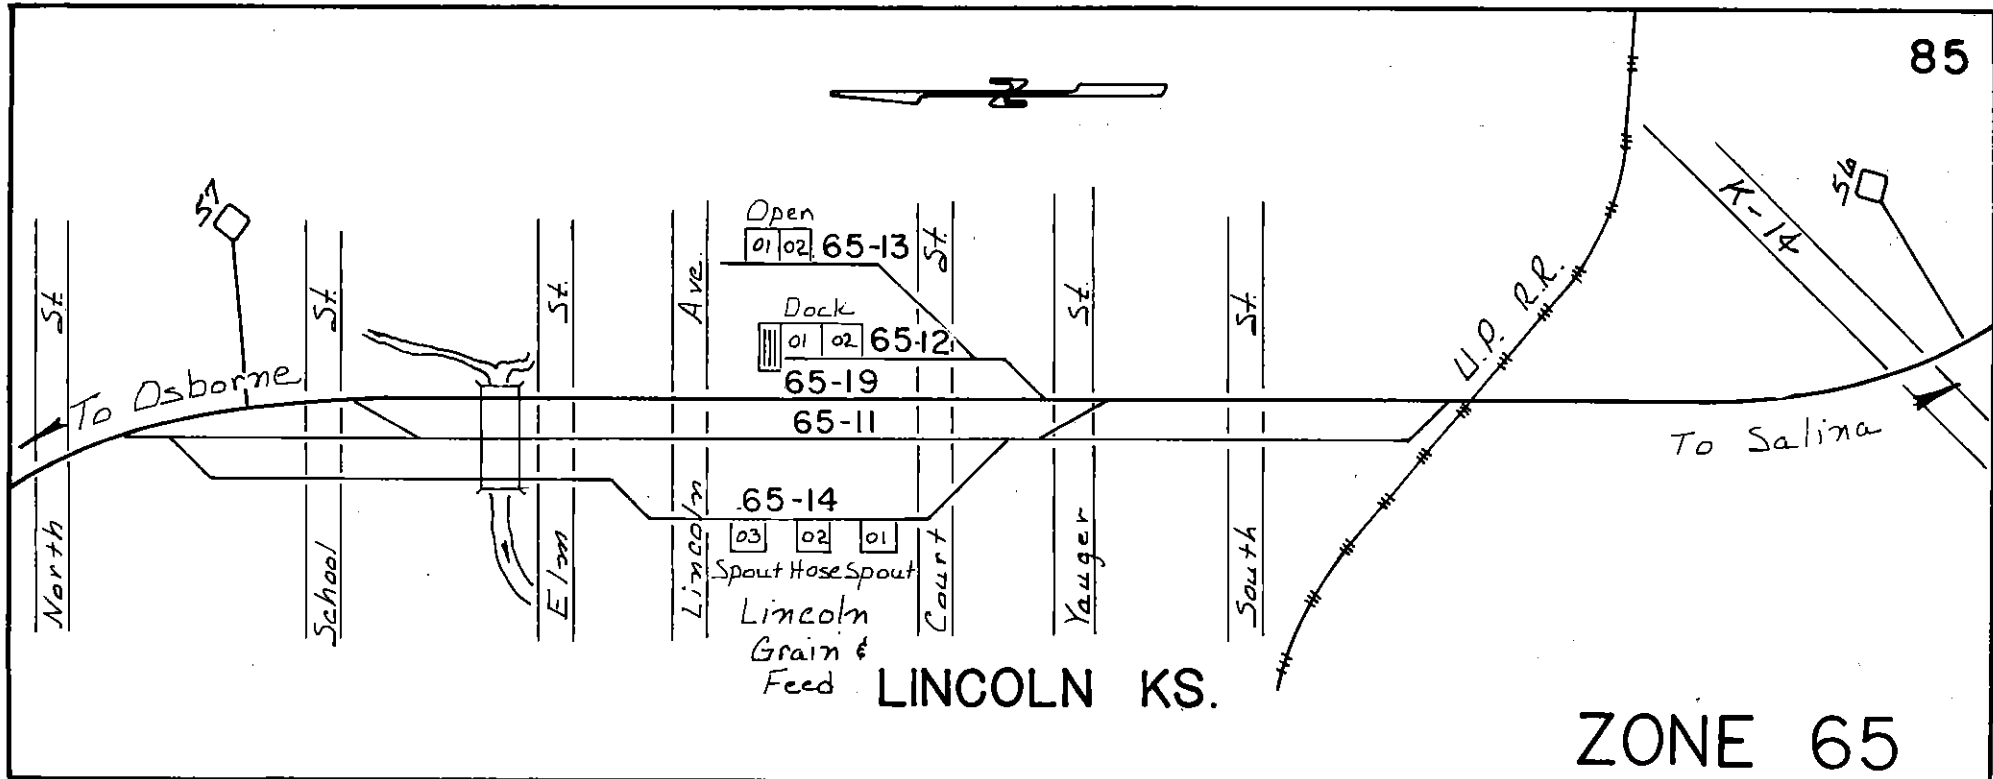 85
N
57
56
K-14
Open
01 02 65-13
Dock
01 02 65-12
65-19
65-11
65-14
03 02 01
Spout Hose Spout
Lincoln
Grain &
Feed
To Osborne
To Salina
U.P. R.R.
North St.
School St.
Elm St.
Lincoln Ave.
Court St.
Yauger St.
South St.
LINCOLN KS.
ZONE 65